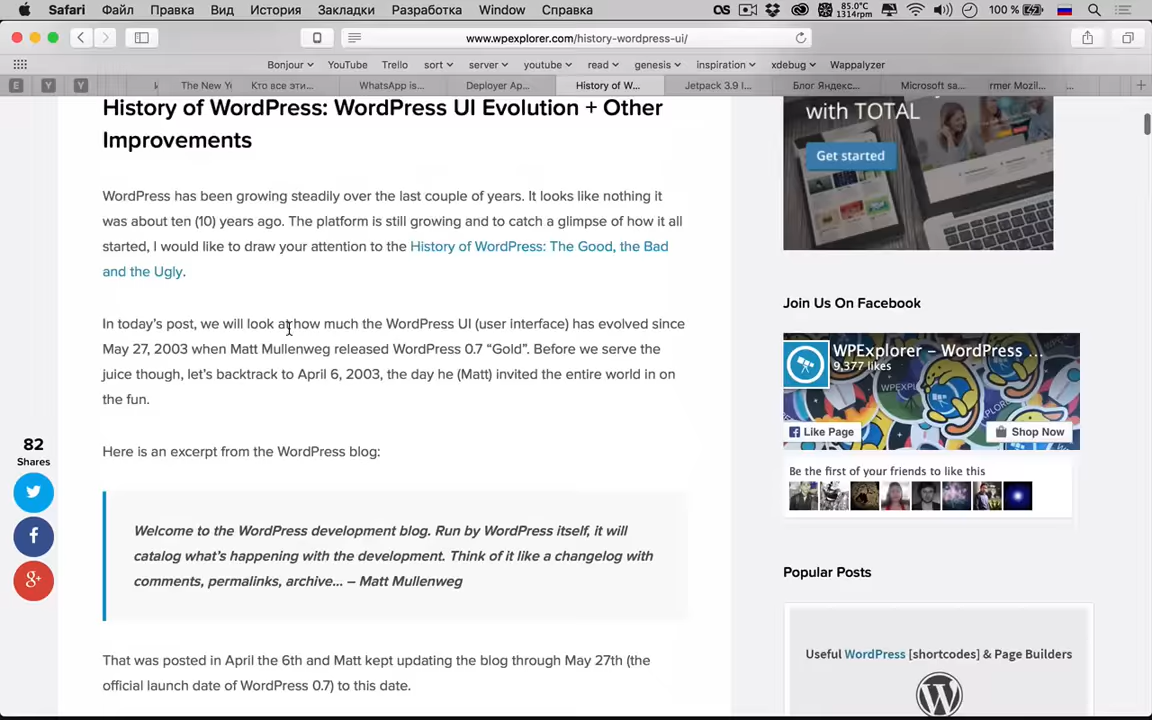 Safari Файл Правка Вид История Закладки Разработка Window Справка
85.0°C
1314rpm
100 %
www.wpexplorer.com/history-wordpress-ui/
Bonjour YouTube Trello sort server youtube read genesis inspiration xdebug Wappalyzer
E Y Y The New Y Кто все эти... WhatsApp is... Deployer Ap... History of W... Jetpack 3.9 I... Блог Яндекс... Microsoft sa... rmer Mozil...
History of WordPress: WordPress UI Evolution + Other
Improvements
WordPress has been growing steadily over the last couple of years. It looks like nothing it
was about ten (10) years ago. The platform is still growing and to catch a glimpse of how it all
started, I would like to draw your attention to the History of WordPress: The Good, the Bad
and the Ugly.
In today's post, we will look at how much the WordPress UI (user interface) has evolved since
May 27, 2003 when Matt Mullenweg released WordPress 0.7 “Gold”. Before we serve the
juice though, let's backtrack to April 6, 2003, the day he (Matt) invited the entire world in on
the fun.
Here is an excerpt from the WordPress blog:
Welcome to the WordPress development blog. Run by WordPress itself, it will
catalog what's happening with the development. Think of it like a changelog with
comments, permalinks, archive... – Matt Mullenweg
That was posted in April the 6th and Matt kept updating the blog through May 27th (the
official launch date of WordPress 0.7) to this date.
82
Shares
with TOTAL
Get started
Join Us On Facebook
WPExplorer – WordPress ...
9,377 likes
Like Page
Shop Now
Be the first of your friends to like this
Popular Posts
Useful WordPress [shortcodes] & Page Builders